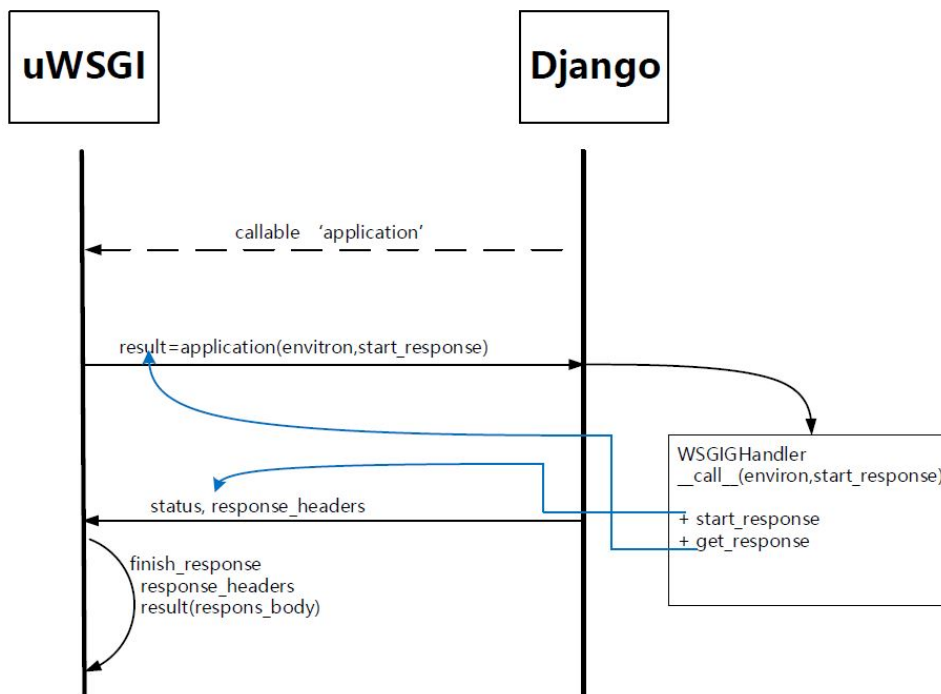 uWSGI
Django
callable ‘application’
result=application(envitron,start_response)
WSGIGHandler
__call__(environ,start_response)
status, response_headers
+ start_response
+ get_response
finish_response
response_headers
result(respons_body)